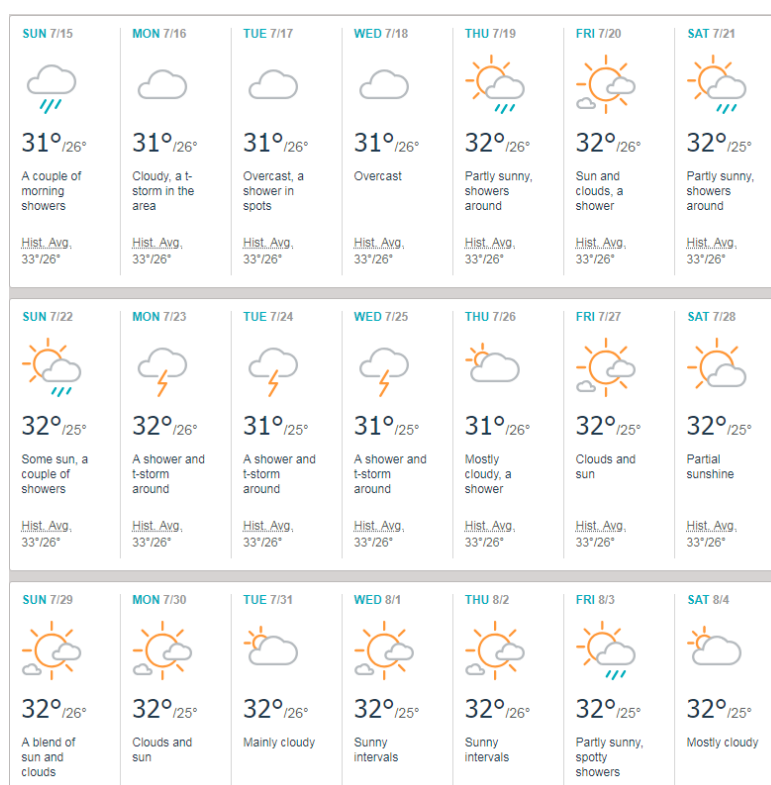 SUN 7/15
31°/26°
A couple of
morning
showers
Hist. Avg.
33°/26°
MON 7/16
31°/26°
Cloudy, a t-
storm in the
area
Hist. Avg.
33°/26°
TUE 7/17
31°/26°
Overcast, a
shower in
spots
Hist. Avg.
33°/26°
WED 7/18
31°/26°
Overcast
Hist. Avg.
33°/26°
THU 7/19
32°/26°
Partly sunny,
showers
around
Hist. Avg.
33°/26°
FRI 7/20
32°/26°
Sun and
clouds, a
shower
Hist. Avg.
33°/26°
SAT 7/21
32°/25°
Partly sunny,
showers
around
Hist. Avg.
33°/26°
SUN 7/22
32°/25°
Some sun, a
couple of
showers
Hist. Avg.
33°/26°
MON 7/23
32°/26°
A shower and
t-storm
around
Hist. Avg.
33°/26°
TUE 7/24
31°/25°
A shower and
t-storm
around
Hist. Avg.
33°/26°
WED 7/25
31°/25°
A shower and
t-storm
around
Hist. Avg.
33°/26°
THU 7/26
31°/26°
Mostly
cloudy, a
shower
Hist. Avg.
33°/26°
FRI 7/27
32°/25°
Clouds and
sun
Hist. Avg.
33°/26°
SAT 7/28
32°/25°
Partial
sunshine
Hist. Avg.
33°/26°
SUN 7/29
32°/26°
A blend of
sun and
clouds
MON 7/30
32°/25°
Clouds and
sun
TUE 7/31
32°/26°
Mainly cloudy
WED 8/1
32°/25°
Sunny
intervals
THU 8/2
32°/26°
Sunny
intervals
FRI 8/3
32°/25°
Partly sunny,
spotty
showers
SAT 8/4
32°/25°
Mostly cloudy